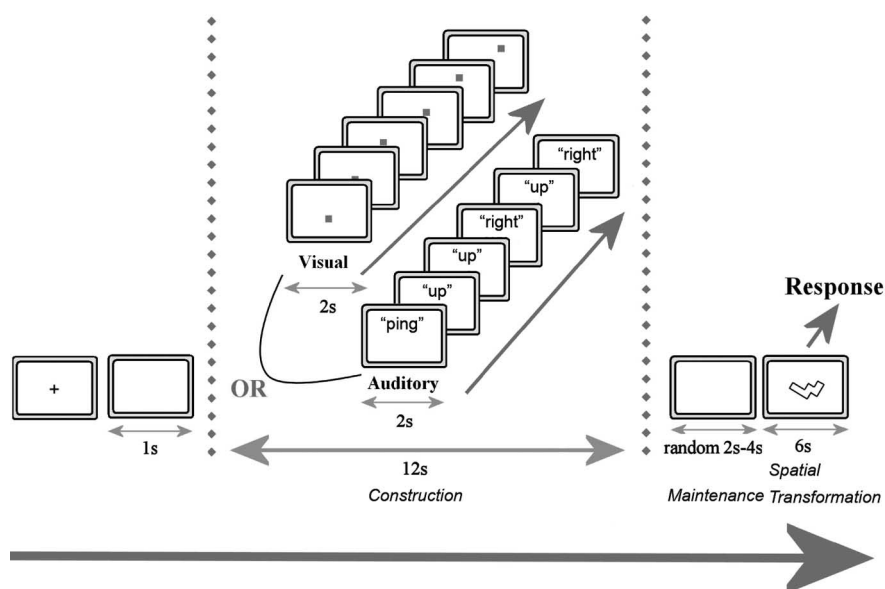 +
1s
Visual
2s
OR
"ping"
"up"
"up"
"right"
"up"
"right"
Auditory
2s
12s
Construction
random 2s-4s
Maintenance
6s
Spatial
Transformation
Response